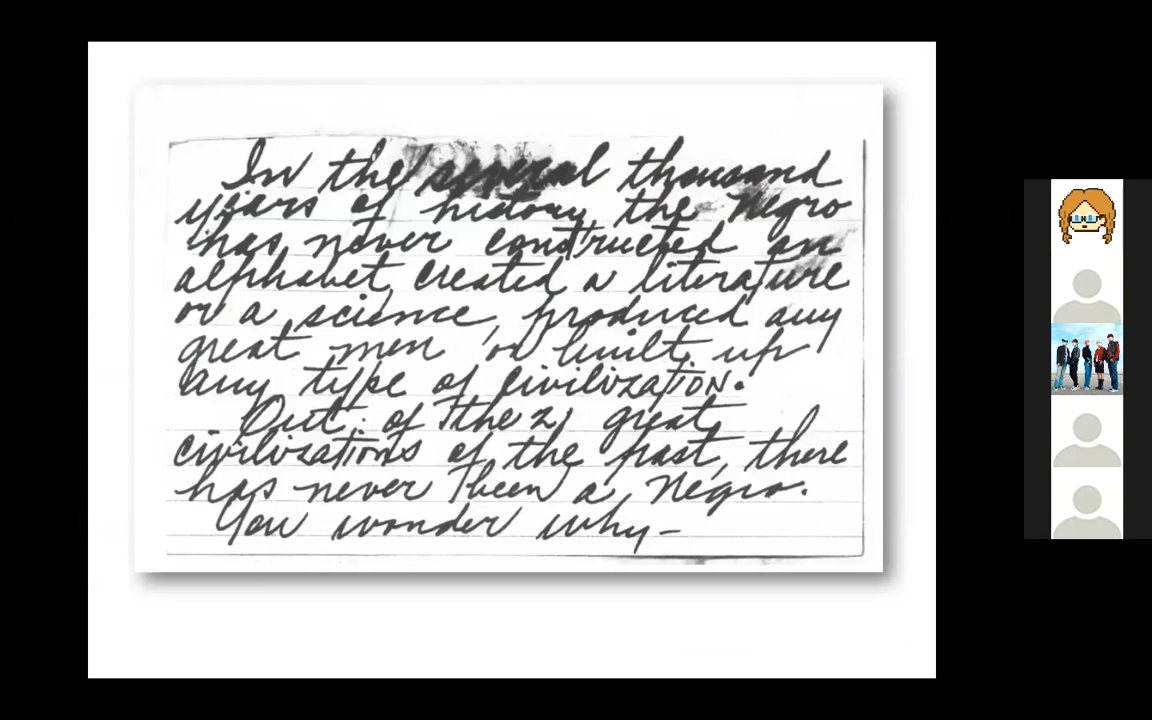 In the several thousand
years of history, the Negro
has never constructed an
alphabet, created a literature
or a science, produced any
great men or built up
any type of civilization.
Out of the 21 great
civilizations of the past, there
has never been a Negro.
You wonder why—